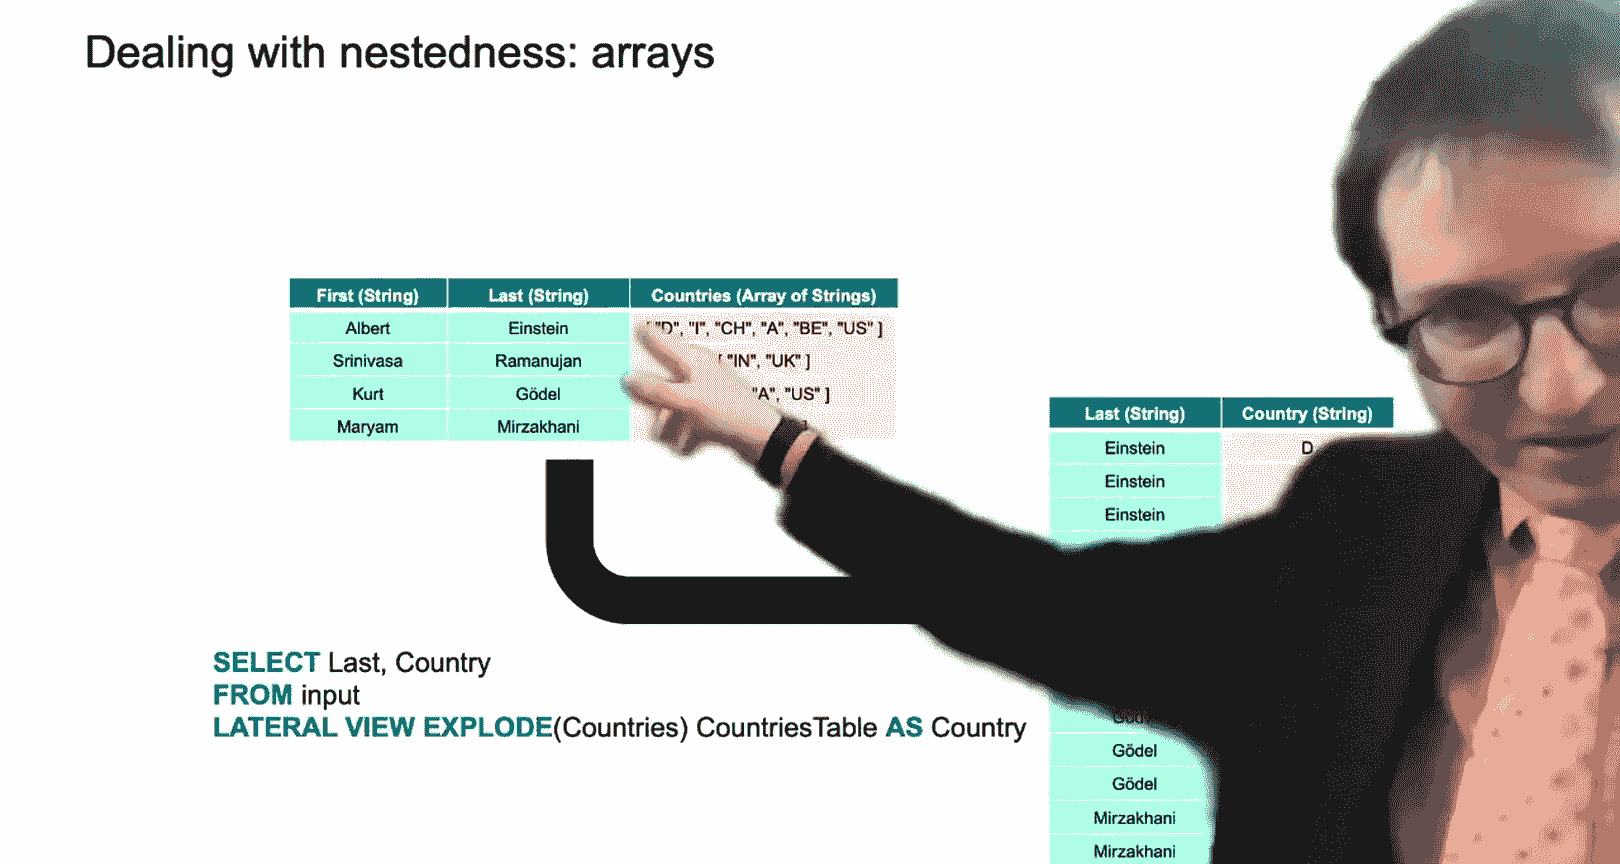 Dealing with nestedness: arrays
First (String) Last (String) Countries (Array of Strings)
Albert Einstein [ "D", "I", "CH", "A", "BE", "US" ]
Srinivasa Ramanujan [ "IN", "UK" ]
Kurt Gödel "A", "US" ]
Maryam Mirzakhani ]
Last (String) Country (String)
Einstein D
Einstein
Einstein
Gödel
Gödel
Mirzakhani
Mirzakhani
SELECT Last, Country
FROM input
LATERAL VIEW EXPLODE(Countries) CountriesTable AS Country